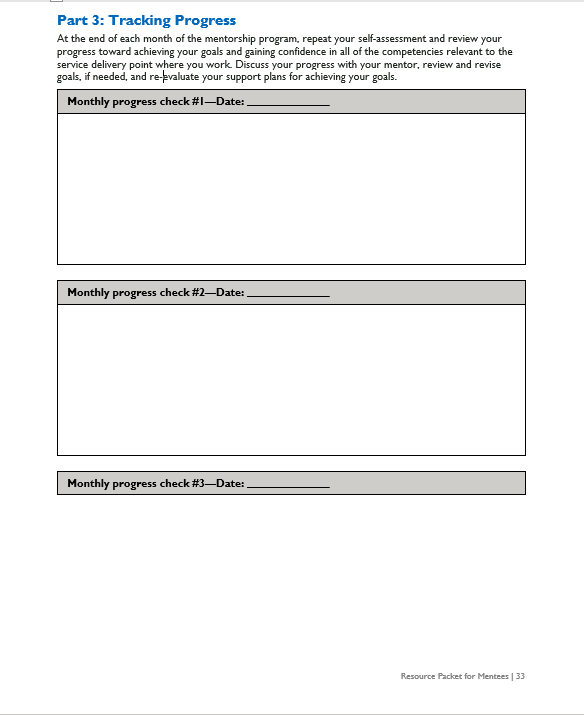 Part 3: Tracking Progress
At the end of each month of the mentorship program, repeat your self-assessment and review your
progress toward achieving your goals and gaining confidence in all of the competencies relevant to the
service delivery point where you work. Discuss your progress with your mentor, review and revise
goals, if needed, and re-evaluate your support plans for achieving your goals.
Monthly progress check #1—Date: _______________
Monthly progress check #2—Date: _______________
Monthly progress check #3—Date: _______________
Resource Packet for Mentees | 33